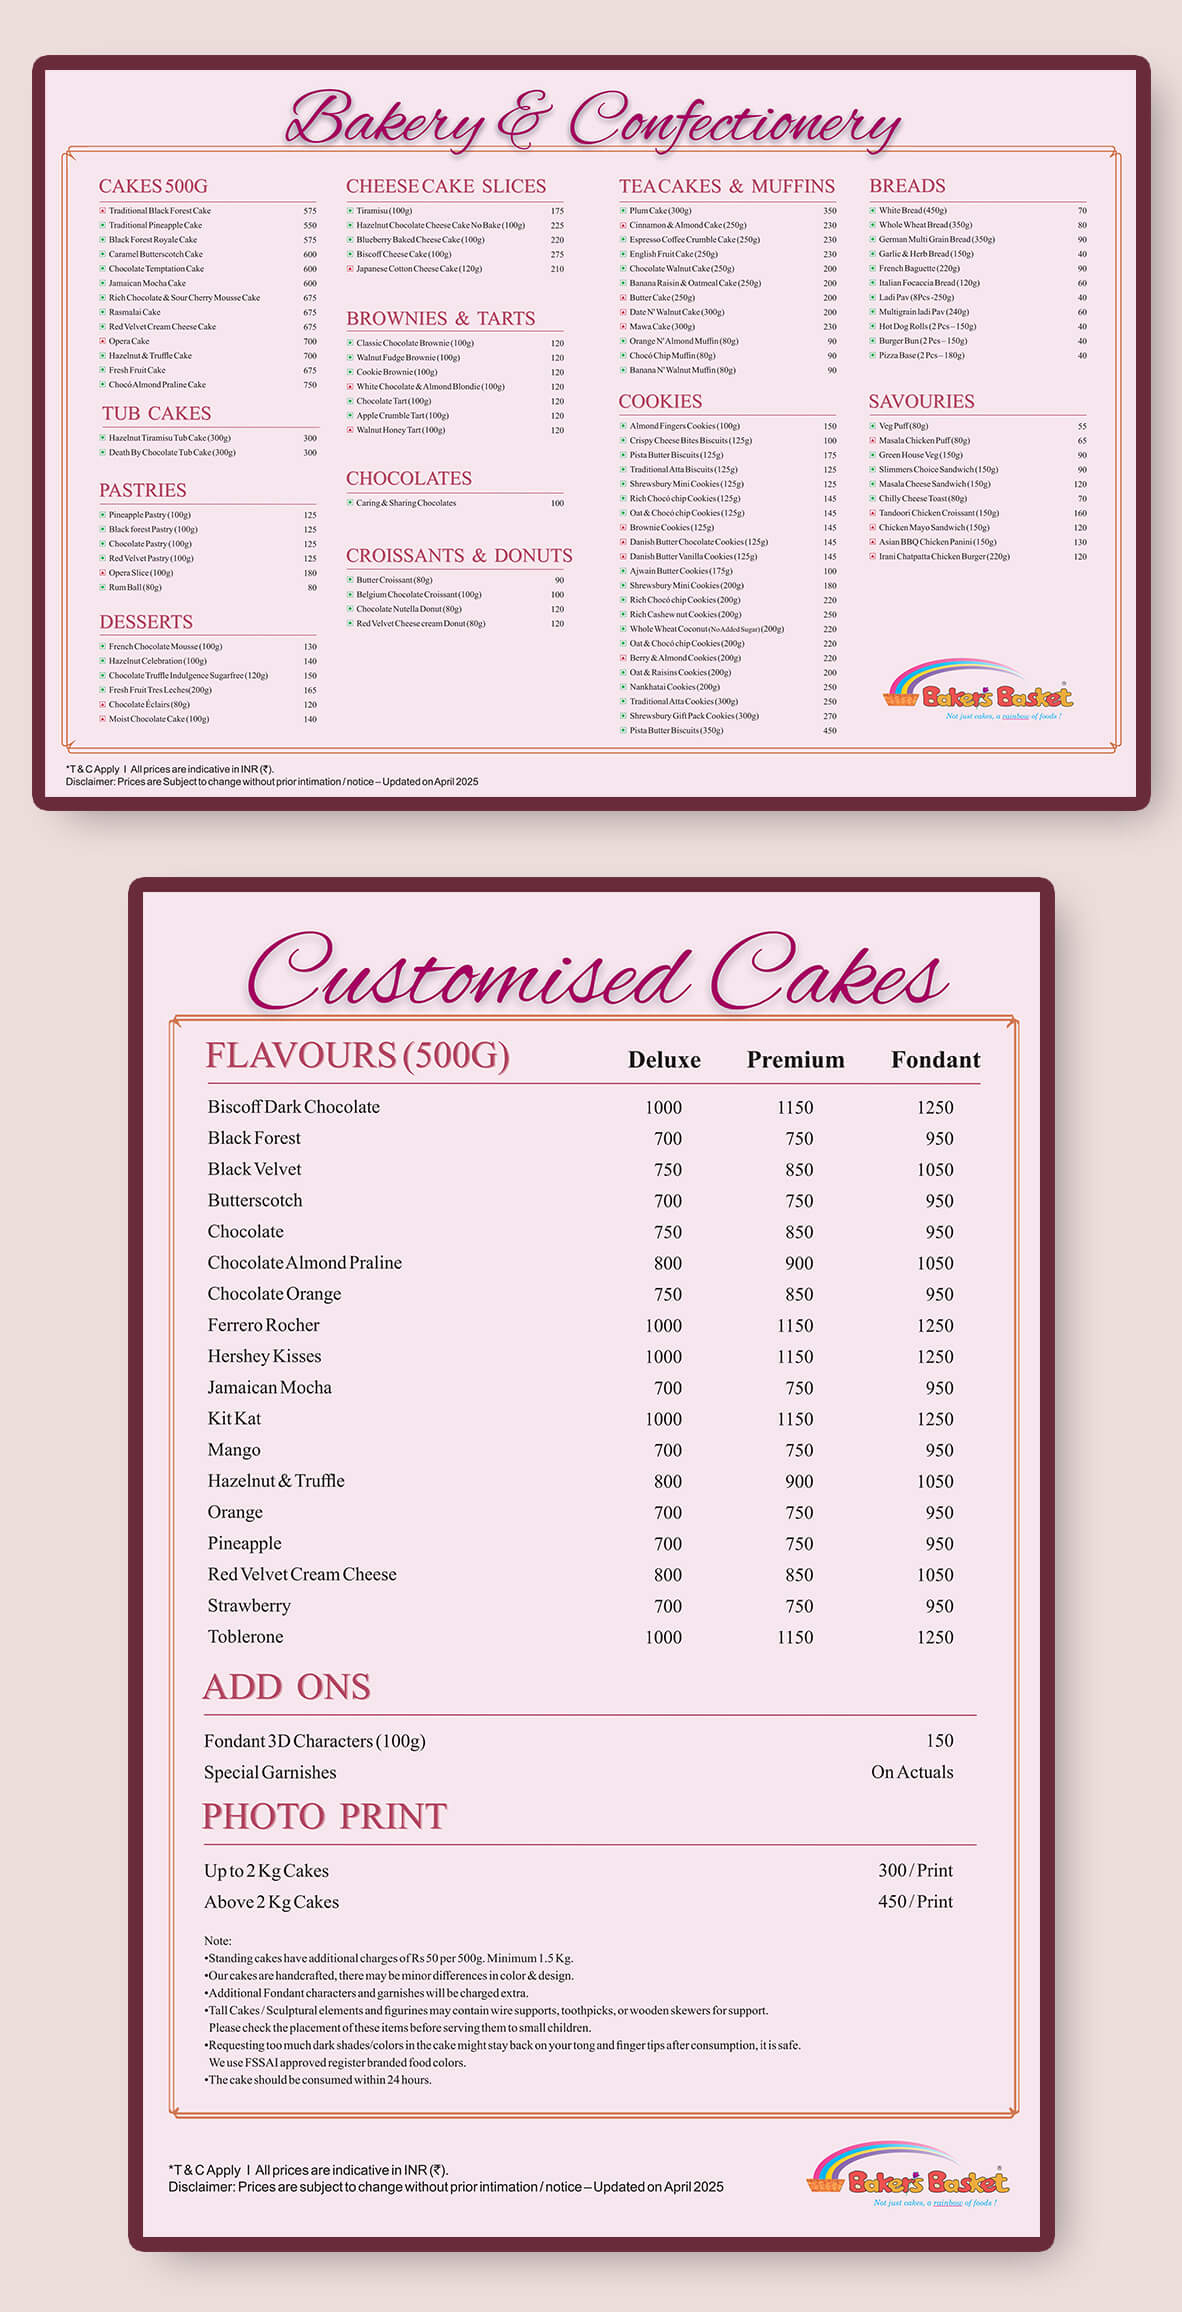 Bakery & Confectionery
CAKES 500G
Traditional Black Forest Cake 575
Traditional Pineapple Cake 550
Black Forest Royale Cake 575
Caramel Butterscotch Cake 600
Chocolate Temptation Cake 600
Jamaican Mocha Cake 600
Rich Chocolate & Sour Cherry Mousse Cake 675
Rasmalai Cake 675
Red Velvet Cream Cheese Cake 675
Opera Cake 700
Hazelnut & Truffle Cake 700
Fresh Fruit Cake 675
Chocó Almond Praline Cake 750
TUB CAKES
Hazelnut Tiramisu Tub Cake (300g) 300
Death By Chocolate Tub Cake (300g) 300
PASTRIES
Pineapple Pastry (100g) 125
Black forest Pastry (100g) 125
Chocolate Pastry (100g) 125
Red Velvet Pastry (100g) 125
Opera Slice (100g) 180
Rum Ball (80g) 80
DESSERTS
French Chocolate Mousse (100g) 130
Hazelnut Celebration (100g) 140
Chocolate Truffle Indulgence Sugarfree (120g) 150
Fresh Fruit Tres Leches(200g) 165
Chocolate Éclairs (80g) 120
Moist Chocolate Cake (100g) 140
CHEESE CAKE SLICES
Tiramisu (100g) 175
Hazelnut Chocolate Cheese Cake No Bake (100g) 225
Blueberry Baked Cheese Cake (100g) 220
Biscoff Cheese Cake (100g) 275
Japanese Cotton Cheese Cake (120g) 210
BROWNIES & TARTS
Classic Chocolate Brownie (100g) 120
Walnut Fudge Brownie (100g) 120
Cookie Brownie (100g) 120
White Chocolate & Almond Blondie (100g) 120
Chocolate Tart (100g) 120
Apple Crumble Tart (100g) 120
Walnut Honey Tart (100g) 120
CHOCOLATES
Caring & Sharing Chocolates 100
CROISSANTS & DONUTS
Butter Croissant (80g) 90
Belgium Chocolate Croissant (100g) 100
Chocolate Nutella Donut (80g) 120
Red Velvet Cheese cream Donut (80g) 120
TEA CAKES & MUFFINS
Plum Cake (300g) 350
Cinnamon & Almond Cake (250g) 230
Espresso Coffee Crumble Cake (250g) 230
English Fruit Cake (250g) 230
Chocolate Walnut Cake (250g) 200
Banana Raisin & Oatmeal Cake (250g) 200
Butter Cake (250g) 200
Date N' Walnut Cake (300g) 200
Mawa Cake (300g) 230
Orange N' Almond Muffin (80g) 90
Chocó Chip Muffin (80g) 90
Banana N' Walnut Muffin (80g) 90
COOKIES
Almond Fingers Cookies (100g) 150
Crispy Cheese Bites Biscuits (125g) 100
Pista Butter Biscuits (125g) 175
Traditional Atta Biscuits (125g) 125
Shrewsbury Mini Cookies (125g) 125
Rich Chocó chip Cookies (125g) 145
Oat & Chocó chip Cookies (125g) 145
Brownie Cookies (125g) 145
Danish Butter Chocolate Cookies (125g) 145
Danish Butter Vanilla Cookies (125g) 145
Ajwain Butter Cookies (175g) 100
Shrewsbury Mini Cookies (200g) 180
Rich Chocó chip Cookies (200g) 220
Rich Cashew nut Cookies (200g) 250
Whole Wheat Coconut (No Added Sugar) (200g) 220
Oat & Chocó chip Cookies (200g) 220
Berry & Almond Cookies (200g) 220
Oat & Raisins Cookies (200g) 200
Nankhatai Cookies (200g) 250
Traditional Atta Cookies (300g) 250
Shrewsbury Gift Pack Cookies (300g) 270
Pista Butter Biscuits (350g) 450
BREADS
White Bread (450g) 70
Whole Wheat Bread (350g) 80
German Multi Grain Bread (350g) 90
Garlic & Herb Bread (150g) 40
French Baguette (220g) 90
Italian Focaccia Bread (120g) 60
Ladi Pav (8Pcs -250g) 40
Multigrain ladi Pav (240g) 60
Hot Dog Rolls (2 Pcs – 150g) 40
Burger Bun (2 Pcs – 150g) 40
Pizza Base (2 Pcs – 180g) 40
SAVOURIES
Veg Puff (80g) 55
Masala Chicken Puff (80g) 65
Green House Veg (150g) 90
Slimmers Choice Sandwich (150g) 90
Masala Cheese Sandwich (150g) 120
Chilly Cheese Toast (80g) 70
Tandoori Chicken Croissant (150g) 160
Chicken Mayo Sandwich (150g) 120
Asian BBQ Chicken Panini (150g) 130
Irani Chatpatta Chicken Burger (220g) 120
Baker's Basket ®
Not just cakes, a rainbow of foods !
*T & C Apply I All prices are indicative in INR (₹).
Disclaimer: Prices are Subject to change without prior intimation / notice – Updated on April 2025
Customised Cakes
FLAVOURS (500G) Deluxe Premium Fondant
Biscoff Dark Chocolate 1000 1150 1250
Black Forest 700 750 950
Black Velvet 750 850 1050
Butterscotch 700 750 950
Chocolate 750 850 950
Chocolate Almond Praline 800 900 1050
Chocolate Orange 750 850 950
Ferrero Rocher 1000 1150 1250
Hershey Kisses 1000 1150 1250
Jamaican Mocha 700 750 950
Kit Kat 1000 1150 1250
Mango 700 750 950
Hazelnut & Truffle 800 900 1050
Orange 700 750 950
Pineapple 700 750 950
Red Velvet Cream Cheese 800 850 1050
Strawberry 700 750 950
Toblerone 1000 1150 1250
ADD ONS
Fondant 3D Characters (100g) 150
Special Garnishes On Actuals
PHOTO PRINT
Up to 2 Kg Cakes 300 / Print
Above 2 Kg Cakes 450 / Print
Note:
•Standing cakes have additional charges of Rs 50 per 500g. Minimum 1.5 Kg.
•Our cakes are handcrafted, there may be minor differences in color & design.
•Additional Fondant characters and garnishes will be charged extra.
•Tall Cakes / Sculptural elements and figurines may contain wire supports, toothpicks, or wooden skewers for support.
Please check the placement of these items before serving them to small children.
•Requesting too much dark shades/colors in the cake might stay back on your tong and finger tips after consumption, it is safe.
We use FSSAI approved register branded food colors.
•The cake should be consumed within 24 hours.
*T & C Apply I All prices are indicative in INR (₹).
Disclaimer: Prices are subject to change without prior intimation / notice – Updated on April 2025
Baker's Basket ®
Not just cakes, a rainbow of foods !